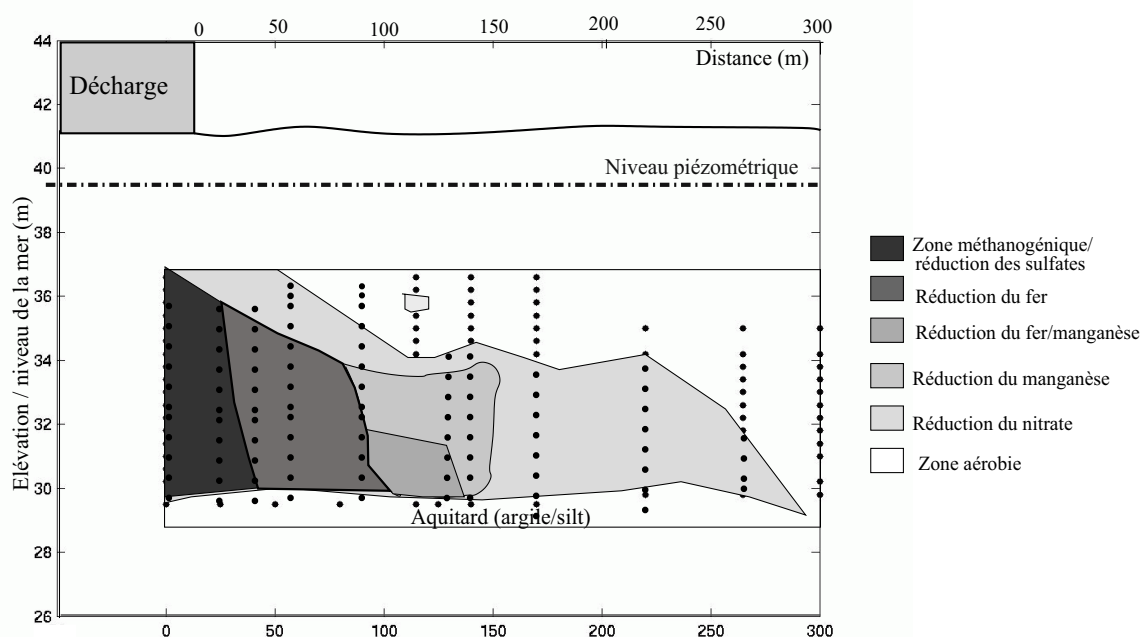 0 50 100 150 200 250 300
Distance (m)
44
42
40
38
36
34
32
30
28
26
Elévation / niveau de la mer (m)
Décharge
Niveau piézométrique
Aquitard (argile/silt)
0 50 100 150 200 250 300
Zone méthanogénique/
réduction des sulfates
Réduction du fer
Réduction du fer/manganèse
Réduction du manganèse
Réduction du nitrate
Zone aérobie